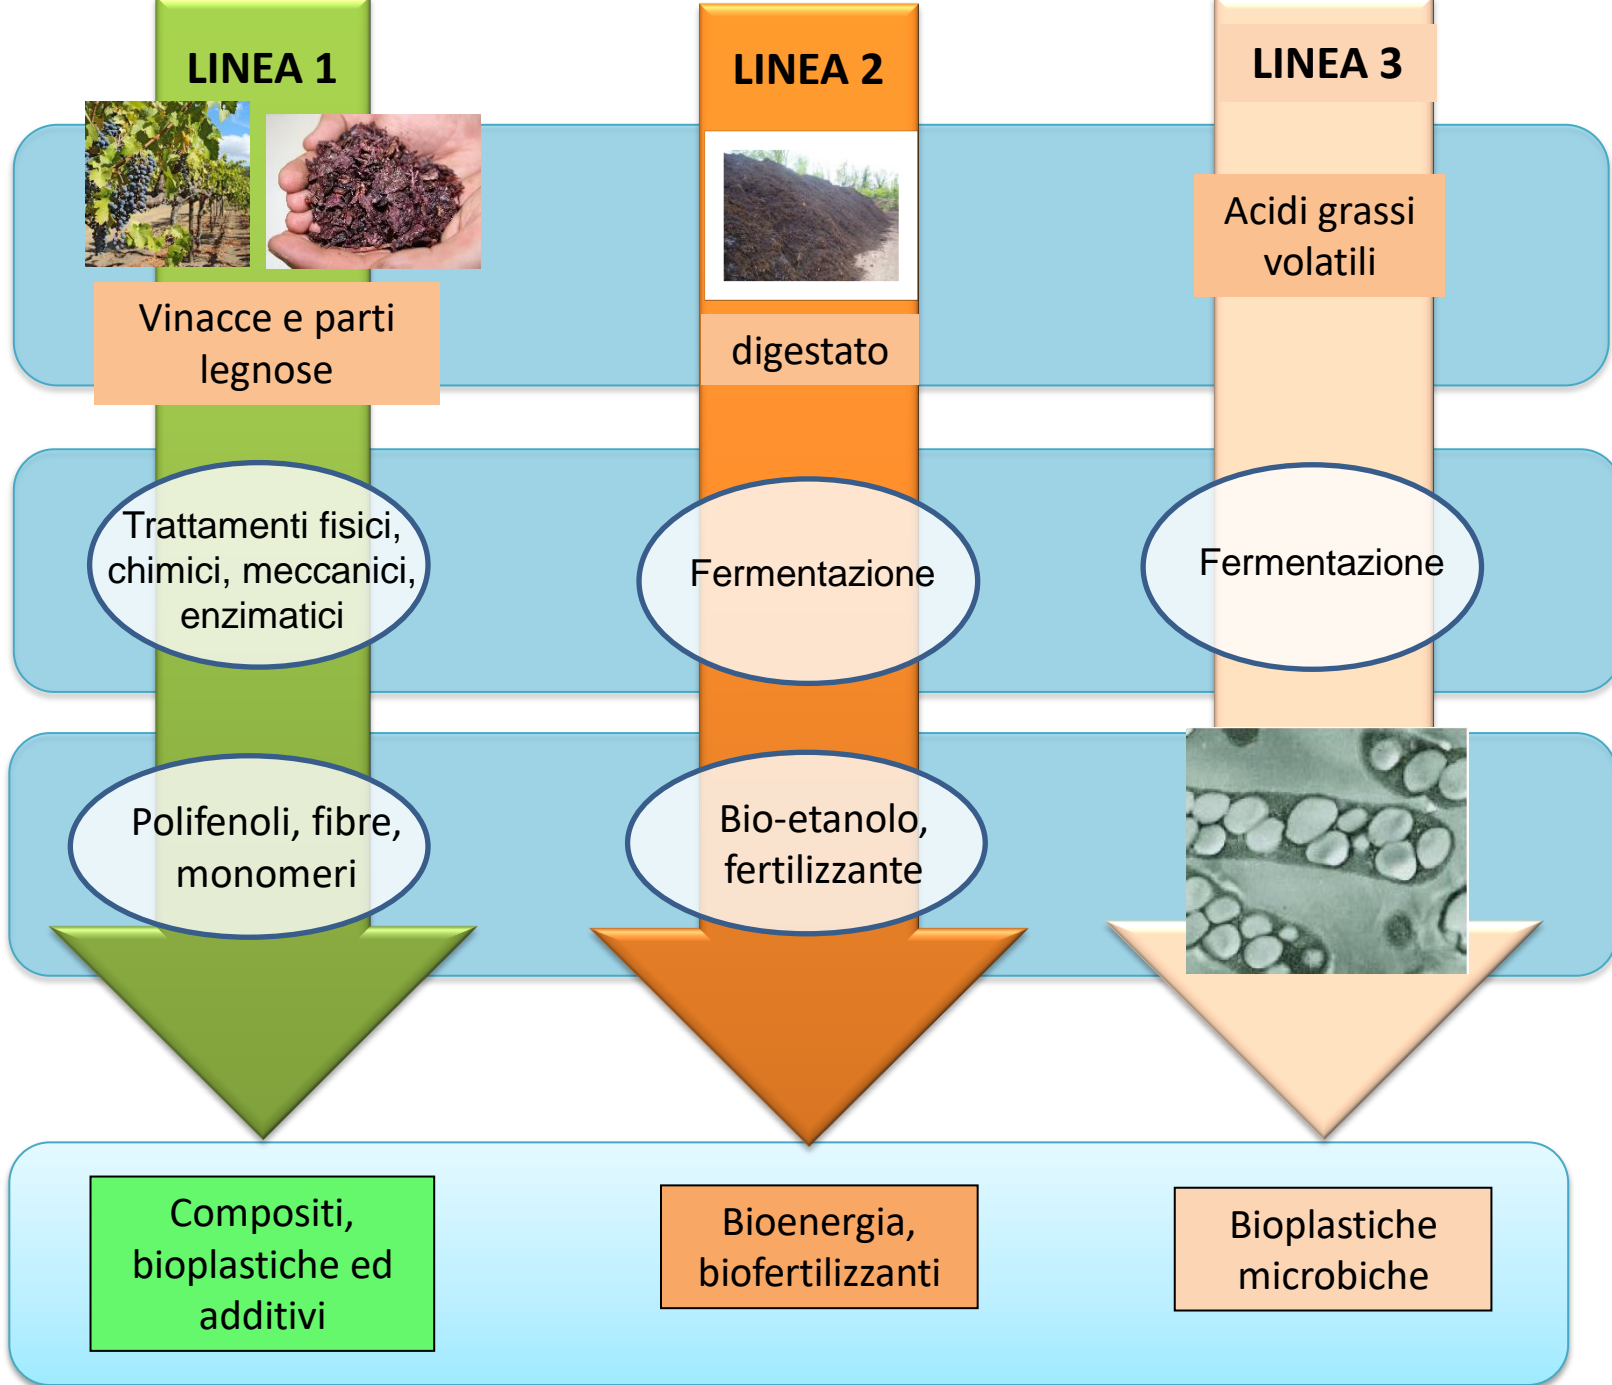 LINEA 1
LINEA 2
LINEA 3
Vinacce e parti
legnose
digestato
Acidi grassi
volatili
Trattamenti fisici,
chimici, meccanici,
enzimatici
Fermentazione
Fermentazione
Polifenoli, fibre,
monomeri
Bio-etanolo,
fertilizzante
Compositi,
bioplastiche ed
additivi
Bioenergia,
biofertilizzanti
Bioplastiche
microbiche